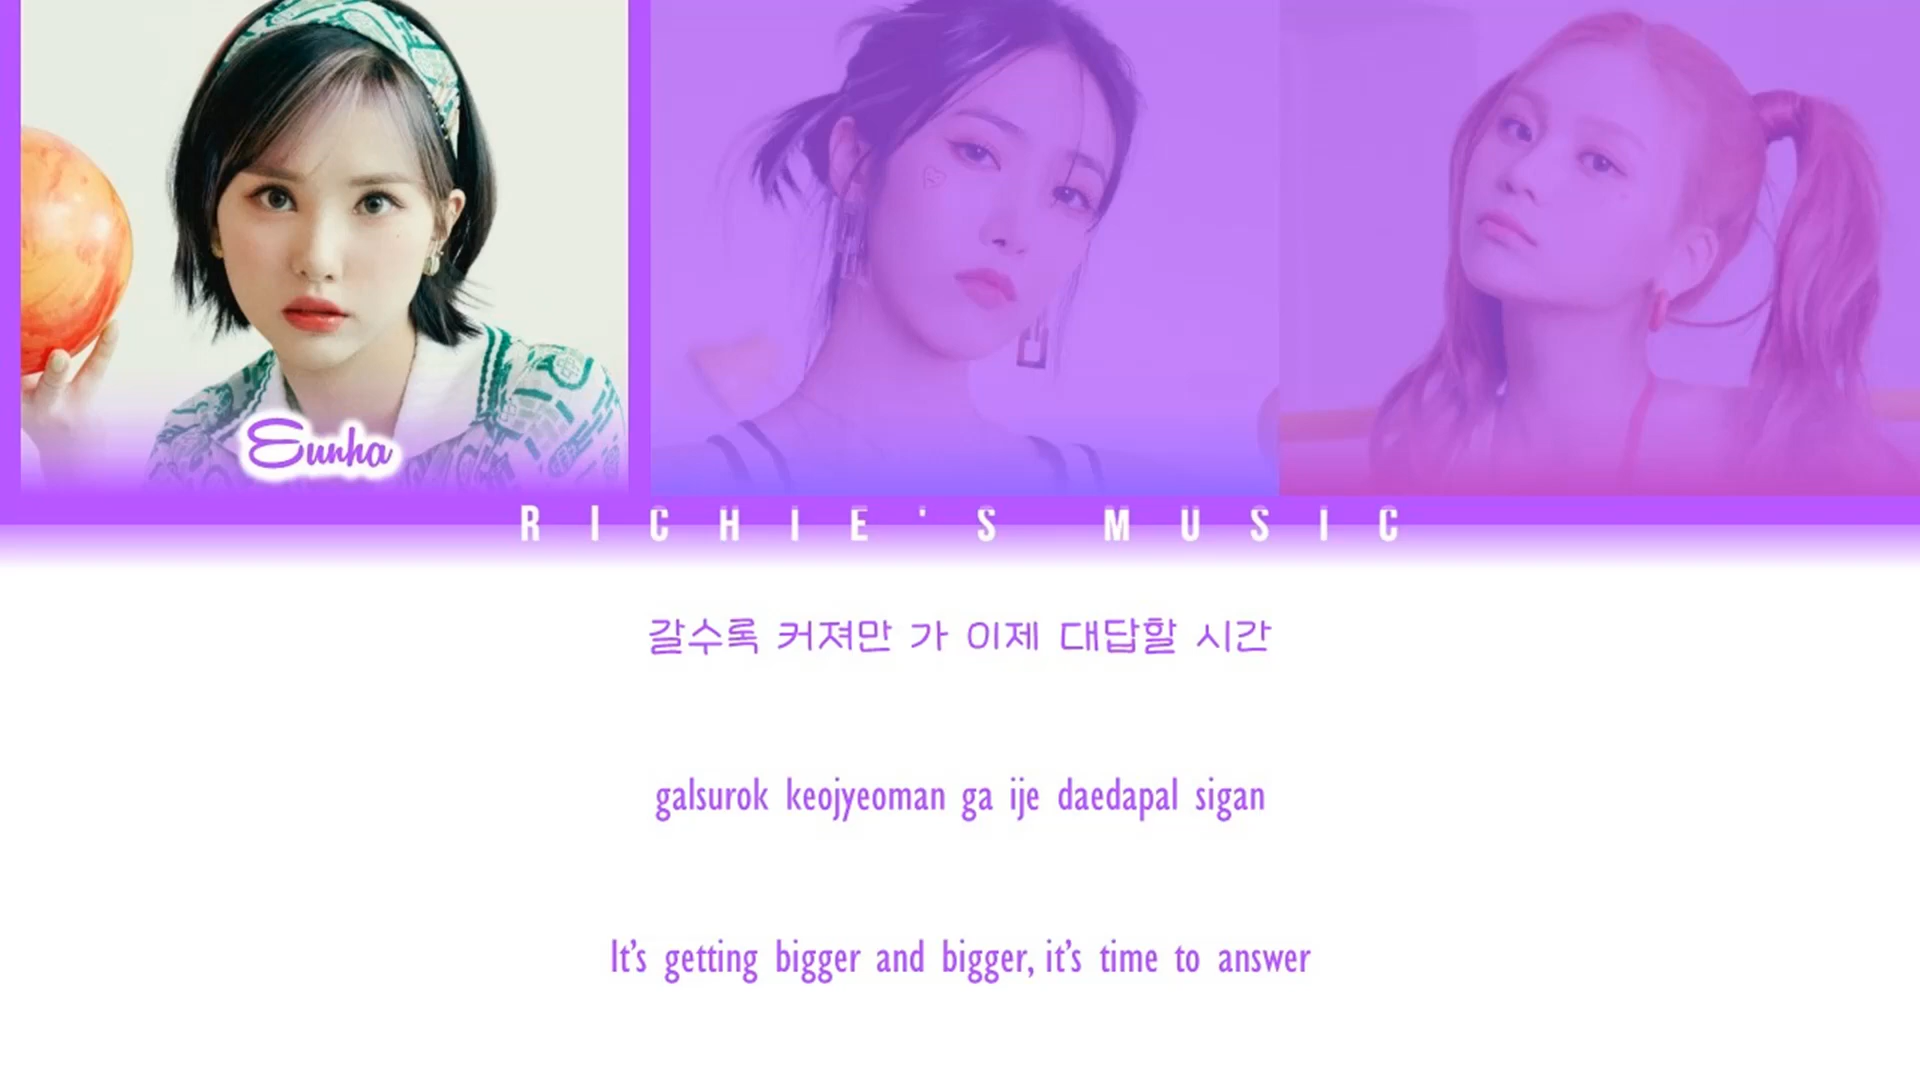 Eunha
RICHIE'S MUSIC
갈수록 커져만 가 이제 대답할 시간
galsurok keojyeoman ga ije daedapal sigan
It's getting bigger and bigger, it's time to answer